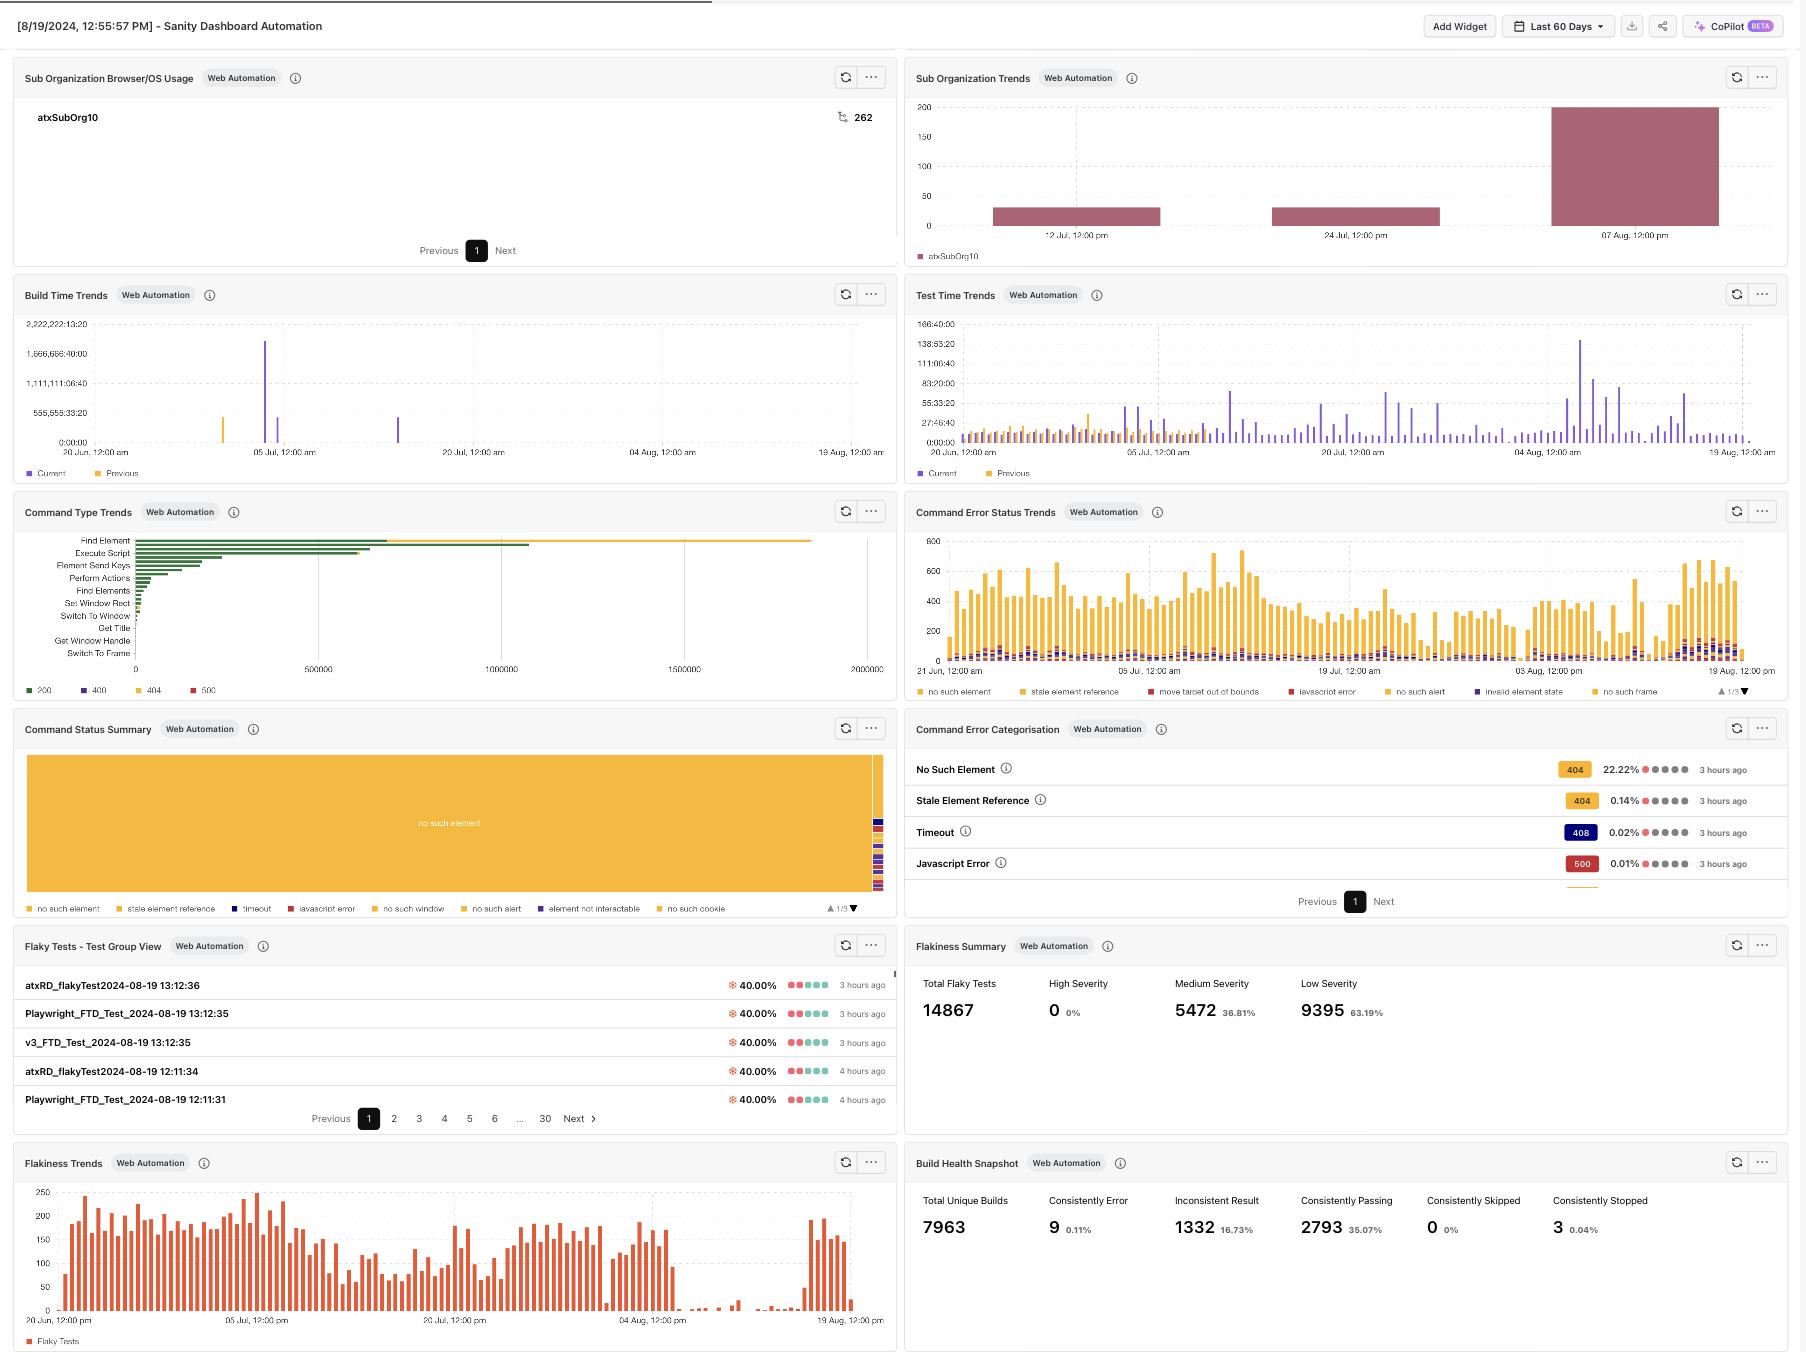 [8/19/2024, 12:55:57 PM] - Sanity Dashboard Automation
Add Widget
Last 60 Days
CoPilot BETA
Sub Organization Browser/OS Usage Web Automation
atxSubOrg10 262
Previous 1 Next
Sub Organization Trends Web Automation
200
150
100
50
0
12 Jul, 12:00 pm 24 Jul, 12:00 pm 07 Aug, 12:00 pm
atxSubOrg10
Build Time Trends Web Automation
2,222,222:13:20
1,666,666:40:00
1,111,111:06:40
555,555:33:20
0:00:00
20 Jun, 12:00 am 05 Jul, 12:00 am 20 Jul, 12:00 am 04 Aug, 12:00 am 19 Aug, 12:00 am
Current Previous
Test Time Trends Web Automation
166:40:00
138:53:20
111:06:40
83:20:00
55:33:20
27:46:40
0:00:00
20 Jun, 12:00 am 05 Jul, 12:00 am 20 Jul, 12:00 am 04 Aug, 12:00 am 19 Aug, 12:00 am
Current Previous
Command Type Trends Web Automation
Find Element
Execute Script
Element Send Keys
Perform Actions
Find Elements
Set Window Rect
Switch To Window
Get Title
Get Window Handle
Switch To Frame
0 500000 1000000 1500000 2000000
200 400 404 500
Command Error Status Trends Web Automation
800
600
400
200
0
21 Jun, 12:00 am 05 Jul, 12:00 am 19 Jul, 12:00 am 03 Aug, 12:00 pm 19 Aug, 12:00 pm
no such element stale element reference move target out of bounds javascript error no such alert invalid element state no such frame 1/3
Command Status Summary Web Automation
no such element
no such element stale element reference timeout javascript error no such window no such alert element not interactable no such cookie 1/3
Command Error Categorisation Web Automation
No Such Element 404 22.22% 3 hours ago
Stale Element Reference 404 0.14% 3 hours ago
Timeout 408 0.02% 3 hours ago
Javascript Error 500 0.01% 3 hours ago
Previous 1 Next
Flaky Tests - Test Group View Web Automation
atxRD_flakyTest2024-08-19 13:12:36 40.00% 3 hours ago
Playwright_FTD_Test_2024-08-19 13:12:35 40.00% 3 hours ago
v3_FTD_Test_2024-08-19 13:12:35 40.00% 3 hours ago
atxRD_flakyTest2024-08-19 12:11:34 40.00% 4 hours ago
Playwright_FTD_Test_2024-08-19 12:11:31 40.00% 4 hours ago
Previous 1 2 3 4 5 6 ... 30 Next
Flakiness Summary Web Automation
Total Flaky Tests High Severity Medium Severity Low Severity
14867 0 0% 5472 36.81% 9395 63.19%
Flakiness Trends Web Automation
250
200
150
100
50
0
20 Jun, 12:00 pm 05 Jul, 12:00 pm 20 Jul, 12:00 pm 04 Aug, 12:00 pm 19 Aug, 12:00 pm
Flaky Tests
Build Health Snapshot Web Automation
Total Unique Builds Consistently Error Inconsistent Result Consistently Passing Consistently Skipped Consistently Stopped
7963 9 0.11% 1332 16.73% 2793 35.07% 0 0% 3 0.04%